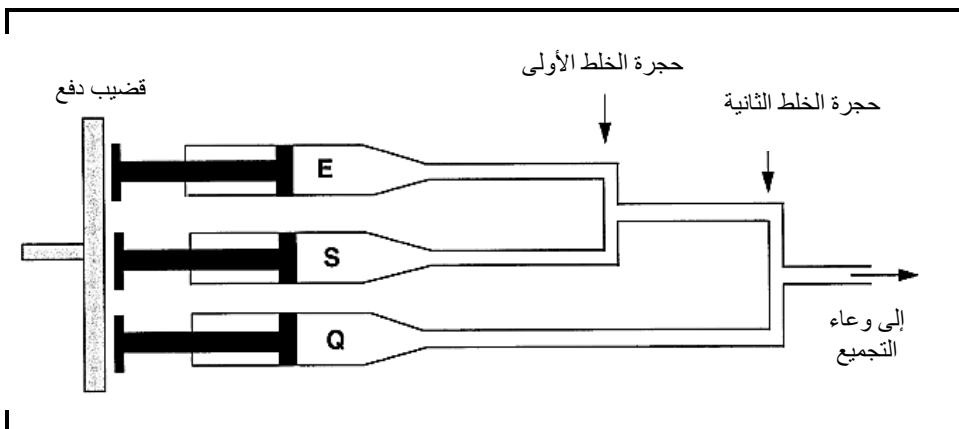 حجرة الخلط الأولى
قضيب دفع
حجرة الخلط الثانية
E
S
Q
إلى وعاء
التجميع